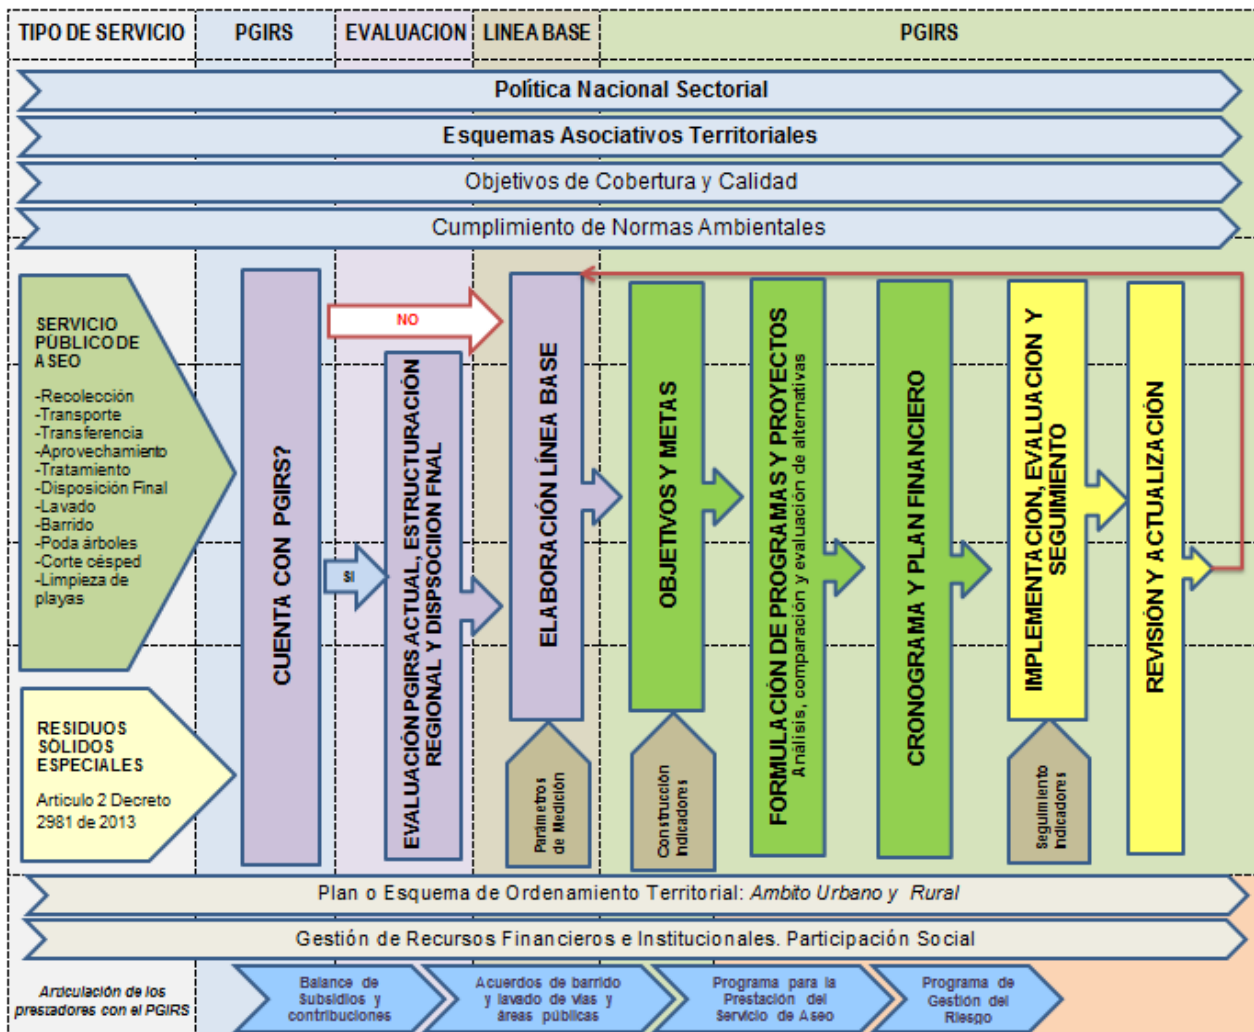 TIPO DE SERVICIO
PGIRS
EVALUACION
LINEA BASE
PGIRS
Política Nacional Sectorial
Esquemas Asociativos Territoriales
Objetivos de Cobertura y Calidad
Cumplimiento de Normas Ambientales
SERVICIO
PÚBLICO DE
ASEO
-Recolección
-Transporte
-Transferencia
-Aprovechamiento
-Tratamiento
-Disposición Final
-Lavado
-Barrido
-Poda árboles
-Corte césped
-Limpieza de
playas
RESIDUOS
SÓLIDOS
ESPECIALES
Articulo 2 Decreto
2981 de 2013
CUENTA CON PGIRS?
NO
SI
EVALUACIÓN PGIRS ACTUAL, ESTRUCTURACIÓN
REGIONAL Y DISPSOCIION FNAL
ELABORACIÓN LÍNEA BASE
Parámetros
de Medición
OBJETIVOS Y METAS
Construcción
Indicadores
FORMULACIÓN DE PROGRAMAS Y PROYECTOS
Análisis, comparación y evaluación de alternativas
CRONOGRAMA Y PLAN FINANCIERO
IMPLEMENTACION, EVALUACION Y
SEGUIMIENTO
Seguimiento
Indicadores
REVISIÓN Y ACTUALIZACIÓN
Plan o Esquema de Ordenamiento Territorial: Ambito Urbano y Rural
Gestión de Recursos Financieros e Institucionales. Participación Social
Articulación de los
prestadores con el PGIRS
Balance de
Subsidios y
contribuciones
Acuerdos de barrido
y lavado de vías y
áreas públicas
Programa para la
Prestación del
Servicio de Aseo
Programa de
Gestión del
Riesgo